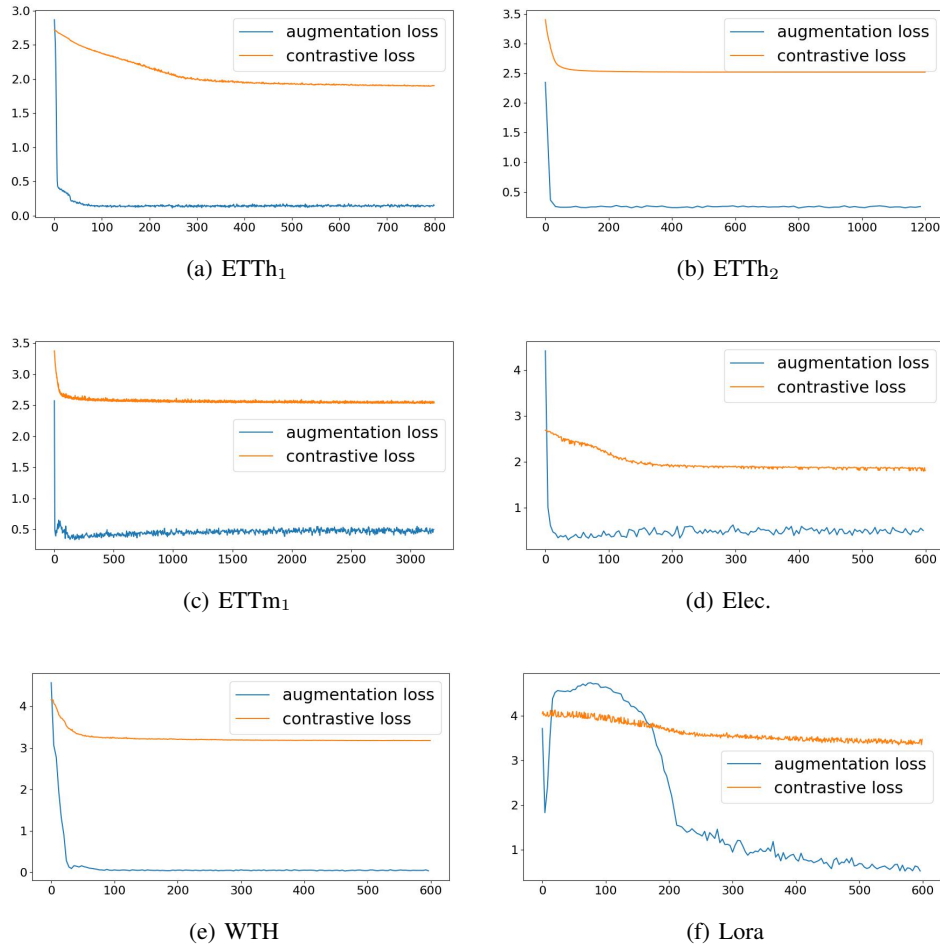 3.0
2.5
2.0
1.5
1.0
0.5
0.0
augmentation loss
contrastive loss
0 100 200 300 400 500 600 700 800
(a) ETTh₁
3.5
3.0
2.5
2.0
1.5
1.0
0.5
augmentation loss
contrastive loss
0 200 400 600 800 1000 1200
(b) ETTh₂
3.5
3.0
2.5
2.0
1.5
1.0
0.5
augmentation loss
contrastive loss
0 500 1000 1500 2000 2500 3000
(c) ETTm₁
4
3
2
1
augmentation loss
contrastive loss
0 100 200 300 400 500 600
(d) Elec.
4
3
2
1
0
augmentation loss
contrastive loss
0 100 200 300 400 500 600
(e) WTH
4
3
2
1
augmentation loss
contrastive loss
0 100 200 300 400 500 600
(f) Lora